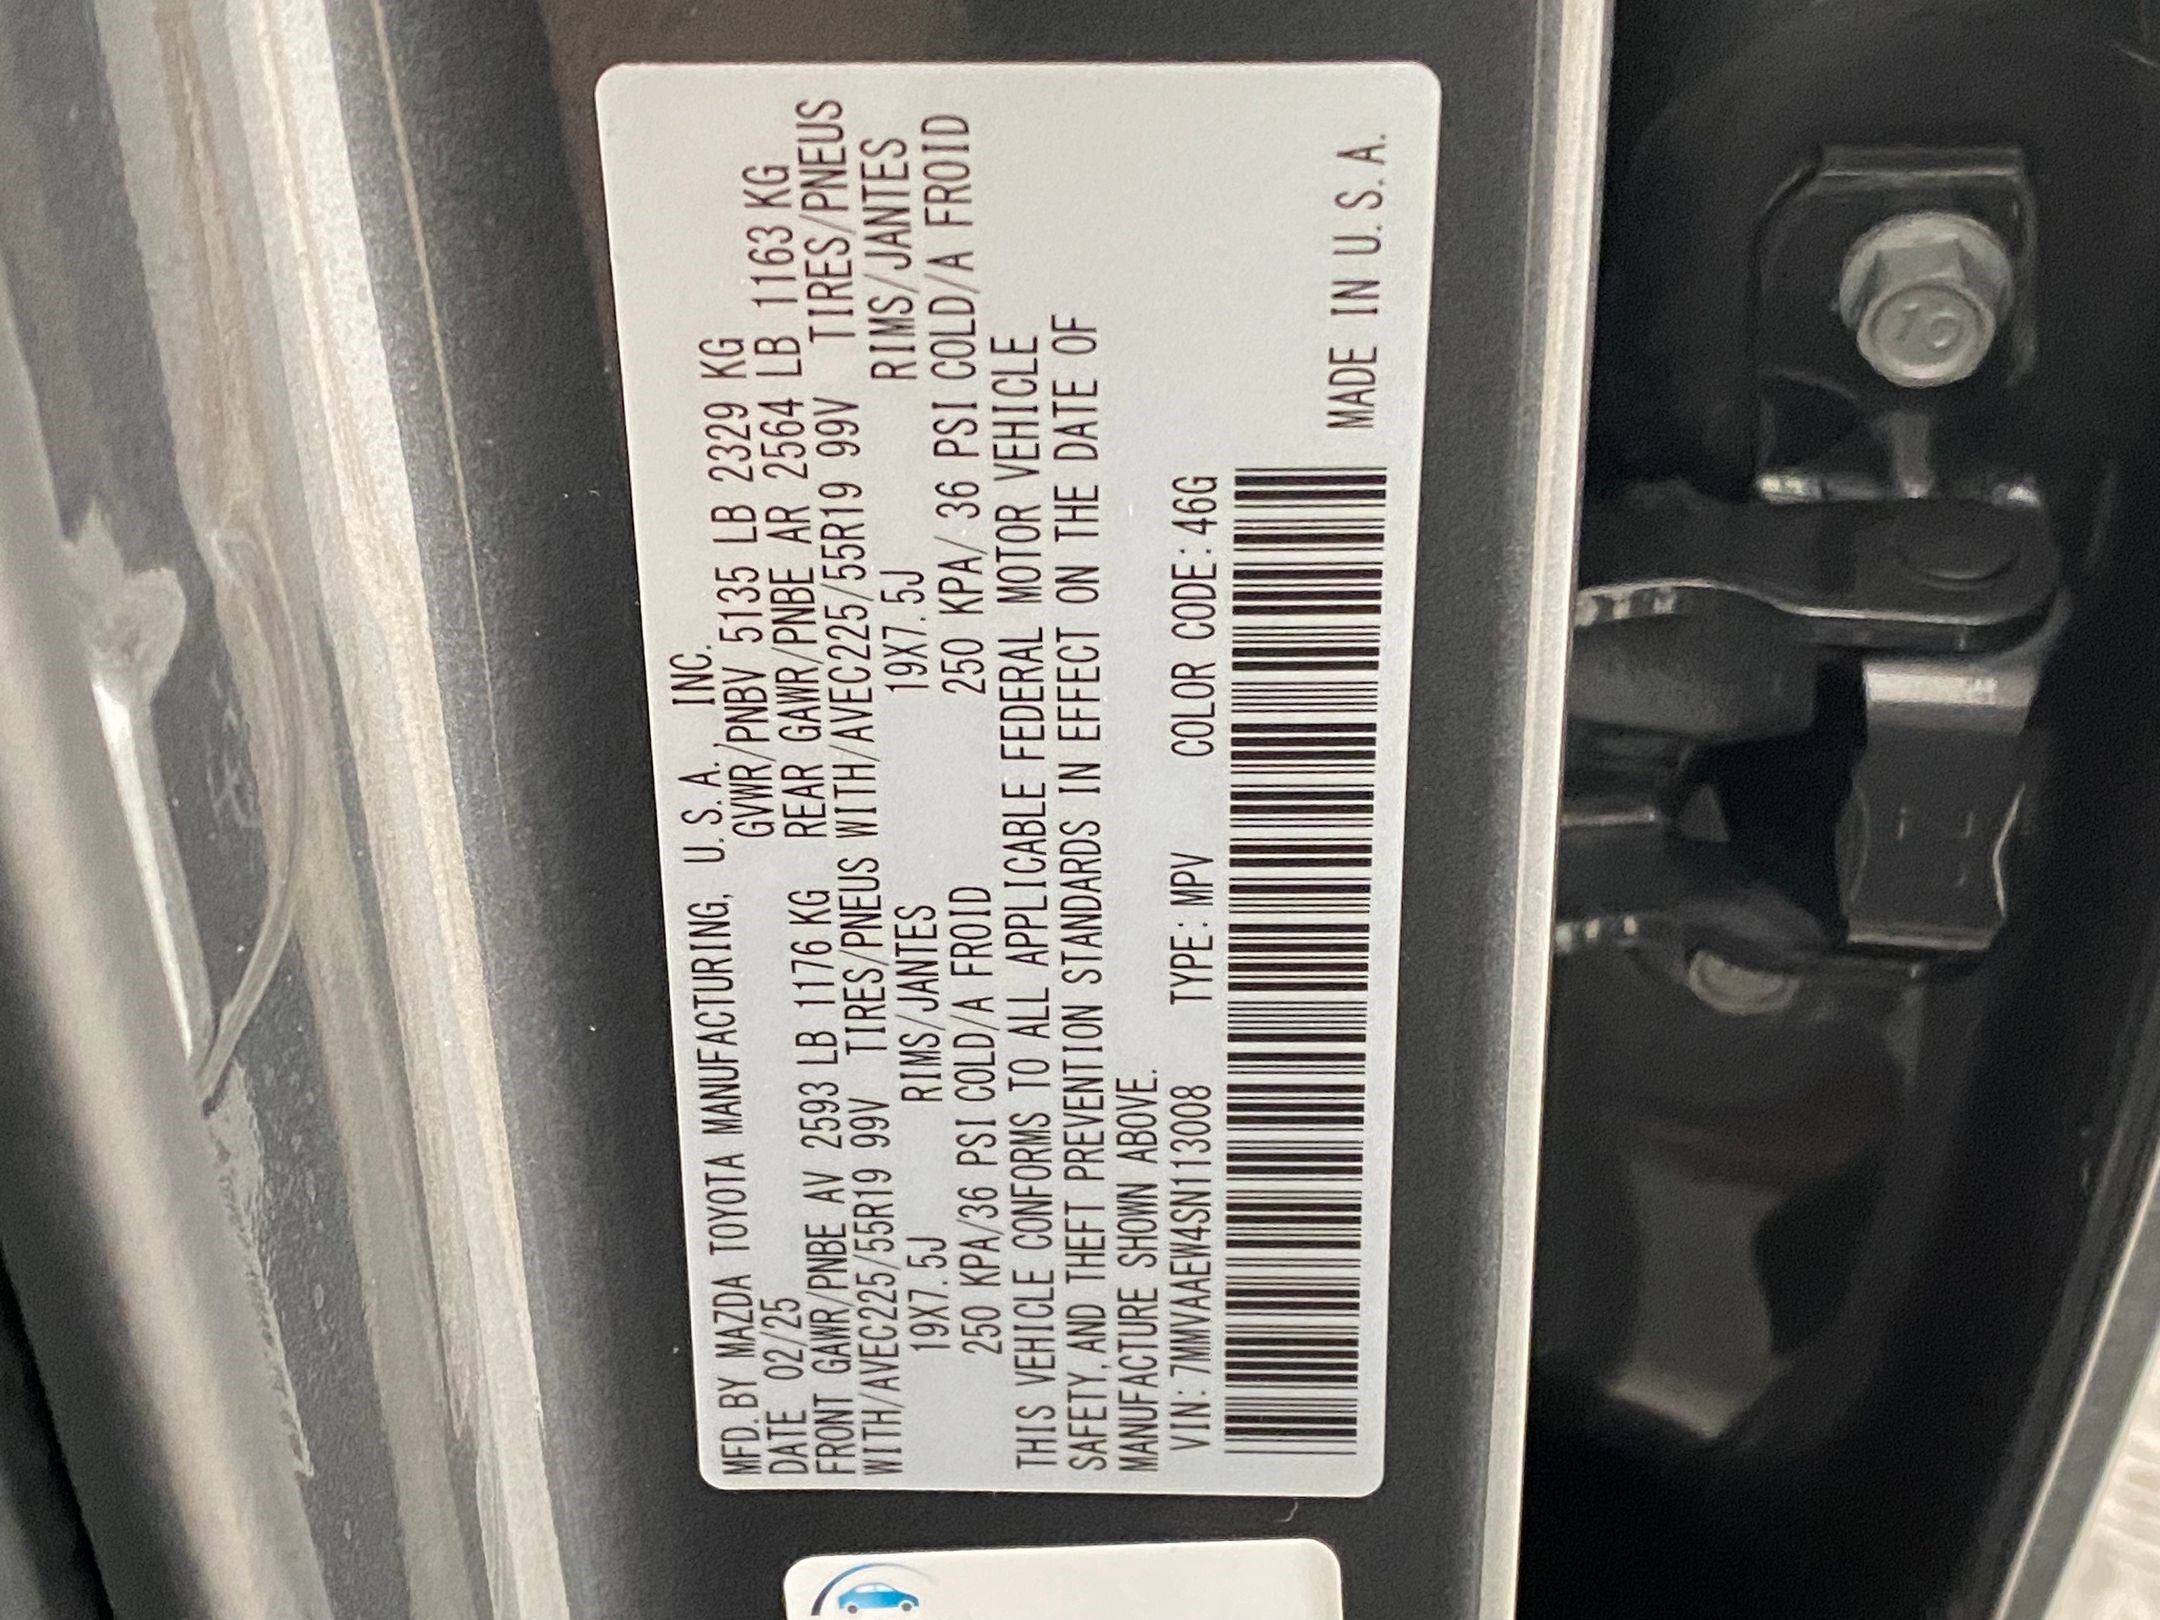 MFD.BY MAZDA TOYOTA MANUFACTURING, U.S.A. INC.
DATE 02/25 GVWR/PNBV 5135 LB 2329 KG
FRONT GAWR/PNBE AV 2593 LB 1176 KG REAR GAWR/PNBE AR 2564 LB 1163 KG
WITH/AVEC225/55R19 99V TIRES/PNEUS WITH/AVEC225/55R19 99V TIRES/PNEUS
19X7.5J RIMS/JANTES 19X7.5J RIMS/JANTES
250 KPA/36 PSI COLD/A FROID 250 KPA/36 PSI COLD/A FROID
THIS VEHICLE CONFORMS TO ALL APPLICABLE FEDERAL MOTOR VEHICLE
SAFETY, AND THEFT PREVENTION STANDARDS IN EFFECT ON THE DATE OF
MANUFACTURE SHOWN ABOVE.
VIN:7MMVAAEW4SN113008 TYPE:MPV COLOR CODE:46G
MADE IN U.S.A.